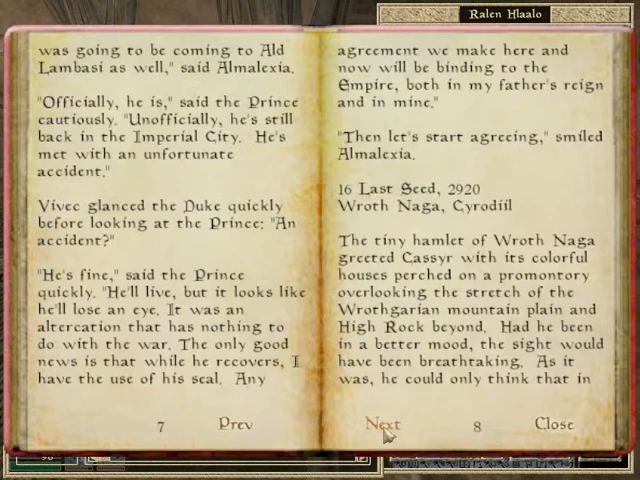 Ralen Hlaalo
was going to be coming to Ald
Lambasi as well," said Almalexia.
"Officially, he is," said the Prince
cautiously. "Unofficially, he's still
back in the Imperial City. He's
met with an unfortunate
accident."
Vivec glanced the Duke quickly
before looking at the Prince: "An
accident?"
"He's fine," said the Prince
quickly. "He'll live, but it looks like
he'll lose an eye. It was an
altercation that has nothing to
do with the war. The only good
news is that while he recovers, I
have the use of his seal. Any
7
Prev
agreement we make here and
now will be binding to the
Empire, both in my father's reign
and in mine."
"Then let's start agreeing," smiled
Almalexia.
16 Last Seed, 2920
Wroth Naga, Cyrodiil
The tiny hamlet of Wroth Naga
greeted Cassyr with its colorful
houses perched on a promontory
overlooking the stretch of the
Wrothgarian mountain plain and
High Rock beyond. Had he been
in a better mood, the sight would
have been breathtaking. As it
was, he could only think that in
Next
8
Close